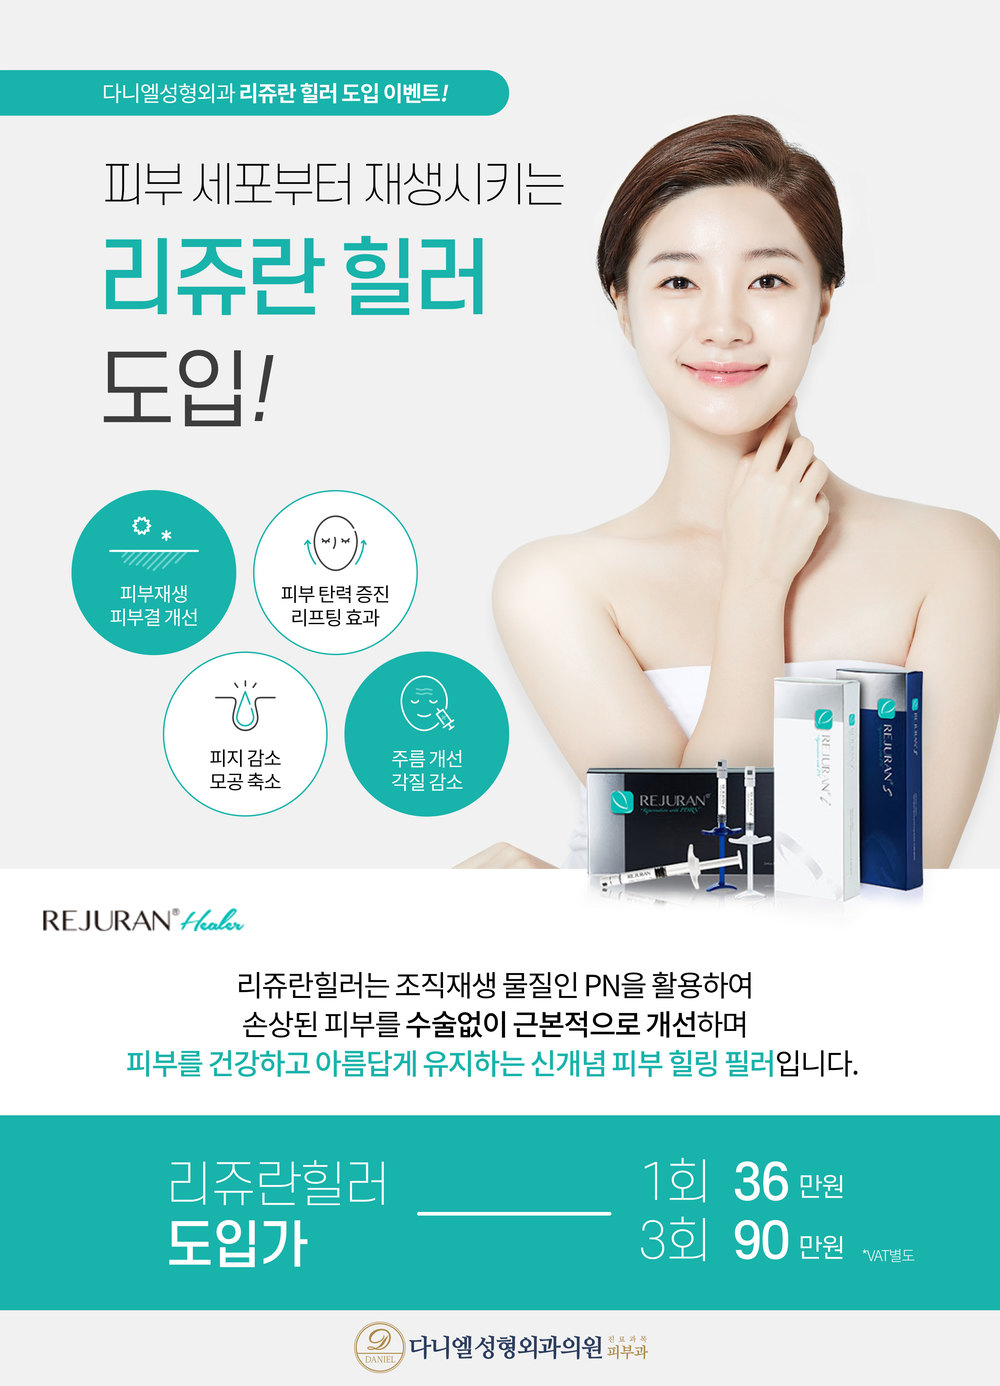 다니엘성형외과 리쥬란 힐러 도입 이벤트!
피부 세포부터 재생시키는
리쥬란 힐러
도입!
피부재생
피부결 개선
피부 탄력 증진
리프팅 효과
피지 감소
모공 축소
주름 개선
각질 감소
REJURAN®
REJURAN
REJURAN® i
REJURAN® S
REJURAN® Healer
리쥬란힐러는 조직재생 물질인 PN을 활용하여
손상된 피부를 수술없이 근본적으로 개선하며
피부를 건강하고 아름답게 유지하는 신개념 피부 힐링 필러입니다.
리쥬란힐러
도입가
1회 36 만원
3회 90 만원 *VAT별도
D
DANIEL
다니엘성형외과의원 진료과목
피부과